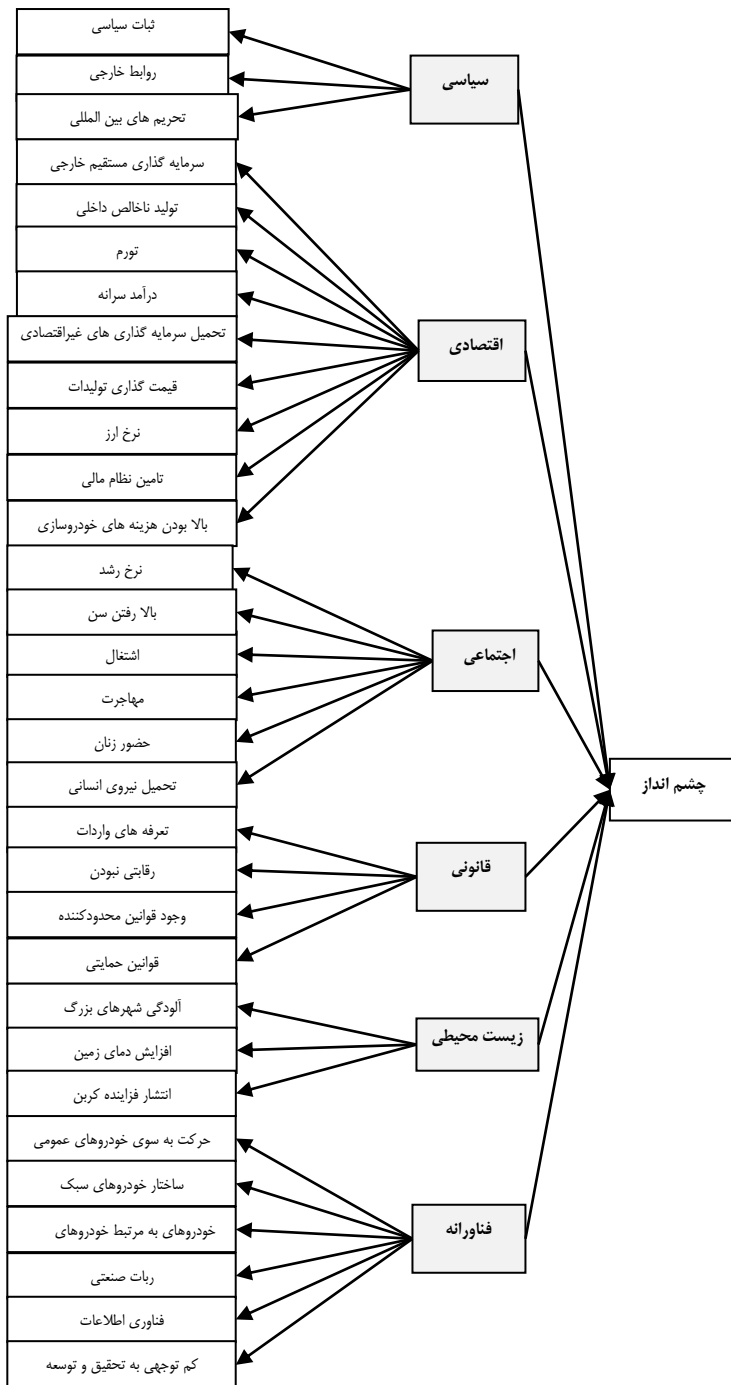 چشم انداز
سیاسی
ثبات سیاسی
روابط خارجی
تحریم های بین المللی
اقتصادی
سرمایه گذاری مستقیم خارجی
تولید ناخالص داخلی
تورم
درآمد سرانه
تحمیل سرمایه گذاری های غیراقتصادی
قیمت گذاری تولیدات
نرخ ارز
تامین نظام مالی
بالا بودن هزینه های خودروسازی
اجتماعی
نرخ رشد
بالا رفتن سن
اشتغال
مهاجرت
حضور زنان
تحمیل نیروی انسانی
قانونی
تعرفه های واردات
رقابتی نبودن
وجود قوانین محدودکننده
قوانین حمایتی
زیست محیطی
آلودگی شهرهای بزرگ
افزایش دمای زمین
انتشار فزاینده کربن
فناورانه
حرکت به سوی خودروهای عمومی
ساختار خودروهای سبک
خودروهای به مرتبط خودروهای
ربات صنعتی
فناوری اطلاعات
کم توجهی به تحقیق و توسعه